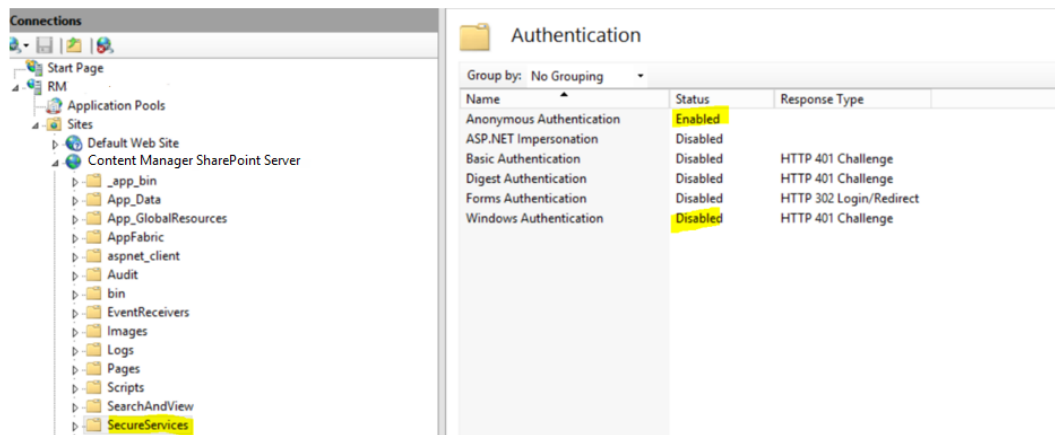 Connections
Start Page
RM
Application Pools
Sites
Default Web Site
Content Manager SharePoint Server
_app_bin
App_Data
App_GlobalResources
AppFabric
aspnet_client
Audit
bin
EventReceivers
Images
Logs
Pages
Scripts
SearchAndView
SecureServices
Authentication
Group by: No Grouping
Name Status Response Type
Anonymous Authentication Enabled
ASP.NET Impersonation Disabled
Basic Authentication Disabled HTTP 401 Challenge
Digest Authentication Disabled HTTP 401 Challenge
Forms Authentication Disabled HTTP 302 Login/Redirect
Windows Authentication Disabled HTTP 401 Challenge